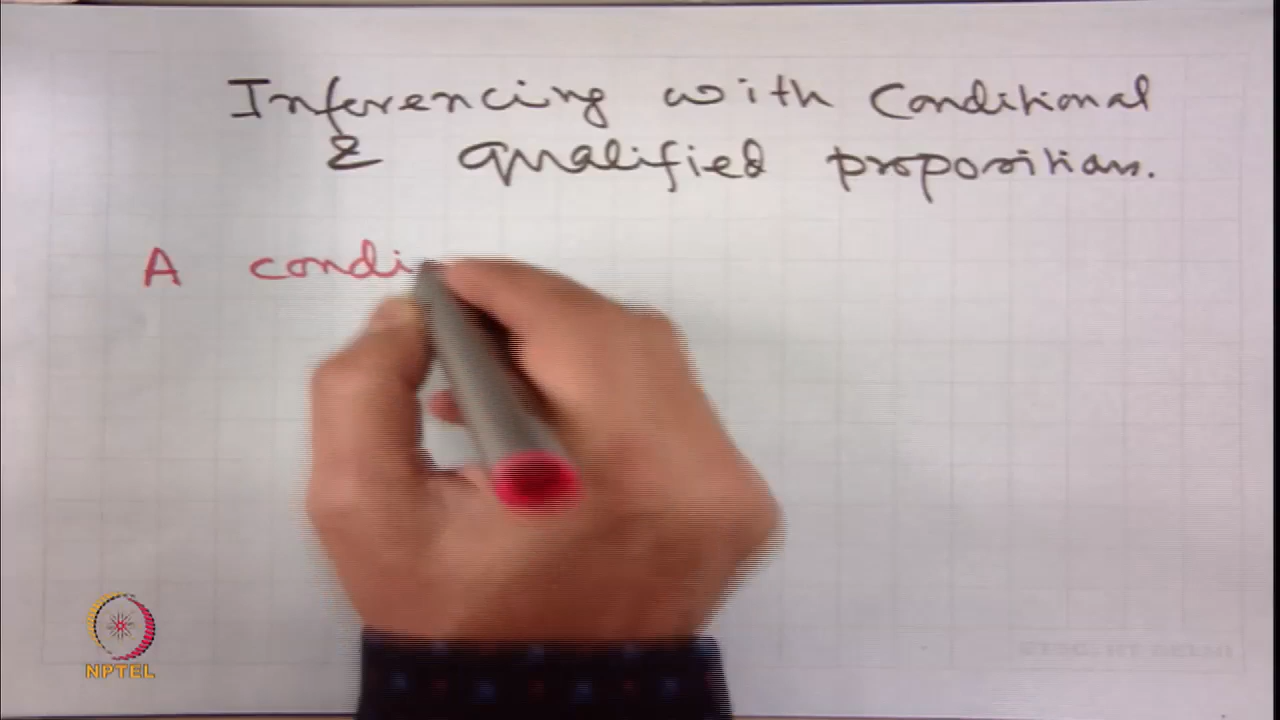 Inferencing with Conditional
& qualified propositions.
A condi
NPTEL